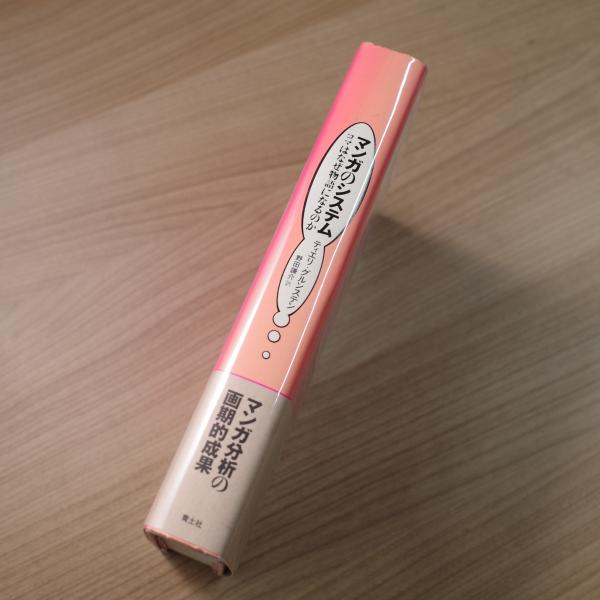 マンガのシステム
コマはなぜ物語になるのか
ティエリ・グルンステン
野田謙介 訳
マンガ分析の
画期的成果
青土社